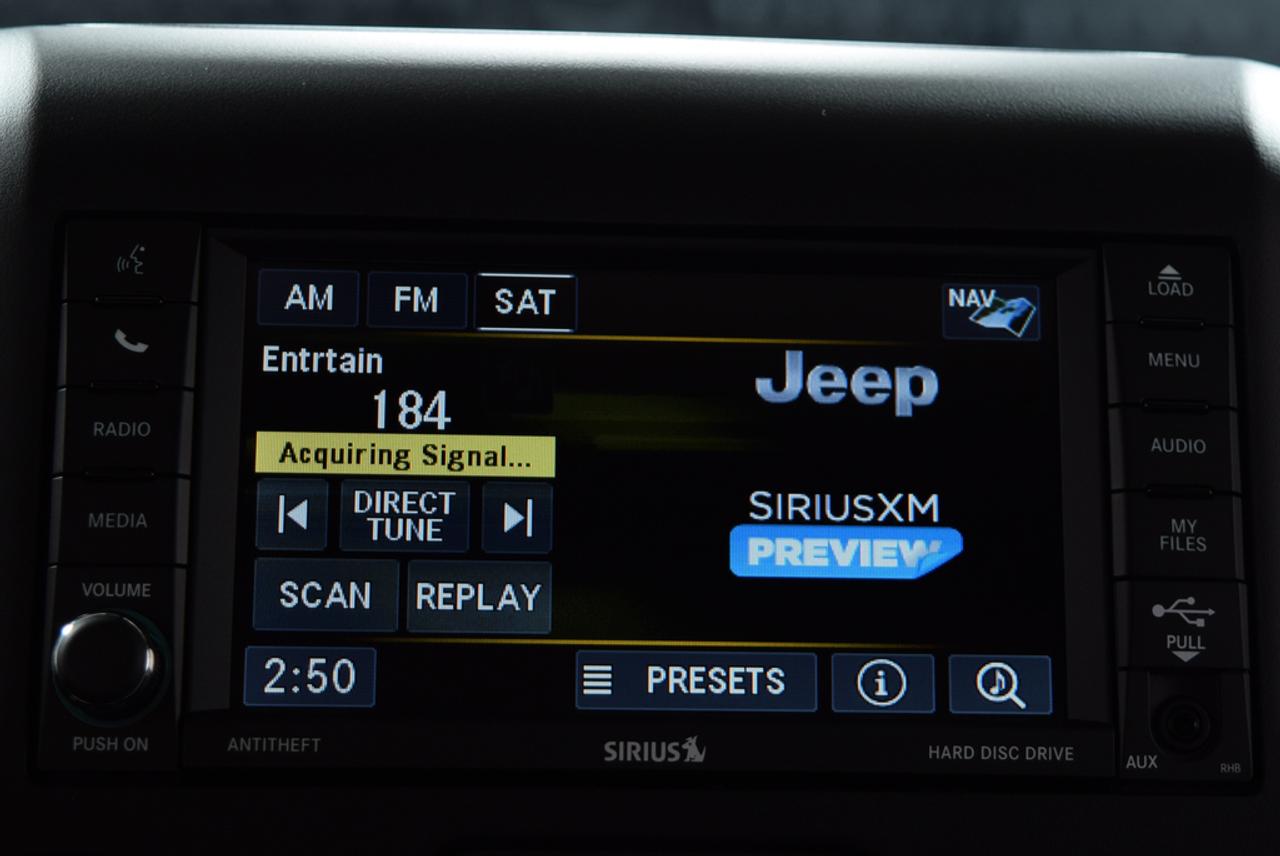 AM
FM
SAT
NAV
Entrtain
184
Acquiring Signal...
DIRECT
TUNE
SCAN
REPLAY
2:50
PRESETS
i
Jeep
SIRIUSXM
PREVIEW
RADIO
MEDIA
VOLUME
PUSH ON
LOAD
MENU
AUDIO
MY
FILES
PULL
AUX
RHB
ANTITHEFT
SIRIUS
HARD DISC DRIVE